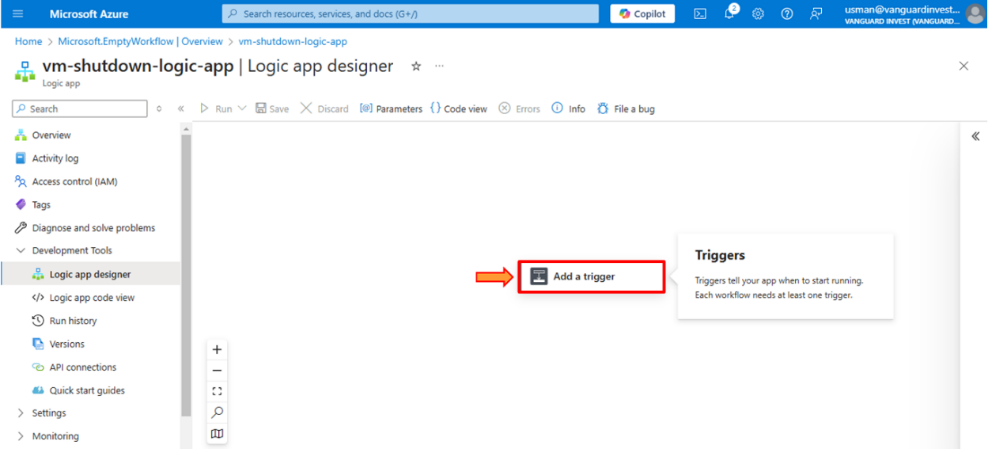 Microsoft Azure
Search resources, services, and docs (G+/)
Copilot
2
usman@vanguardinvest...
VANGUARD INVEST (VANGUARD...
Home > Microsoft.EmptyWorkflow | Overview > vm-shutdown-logic-app
vm-shutdown-logic-app | Logic app designer
Logic app
Search
Run
Save
Discard
Parameters
Code view
Errors
Info
File a bug
Overview
Activity log
Access control (IAM)
Tags
Diagnose and solve problems
Development Tools
Logic app designer
Logic app code view
Run history
Versions
API connections
Quick start guides
Settings
Monitoring
Add a trigger
Triggers
Triggers tell your app when to start running.
Each workflow needs at least one trigger.